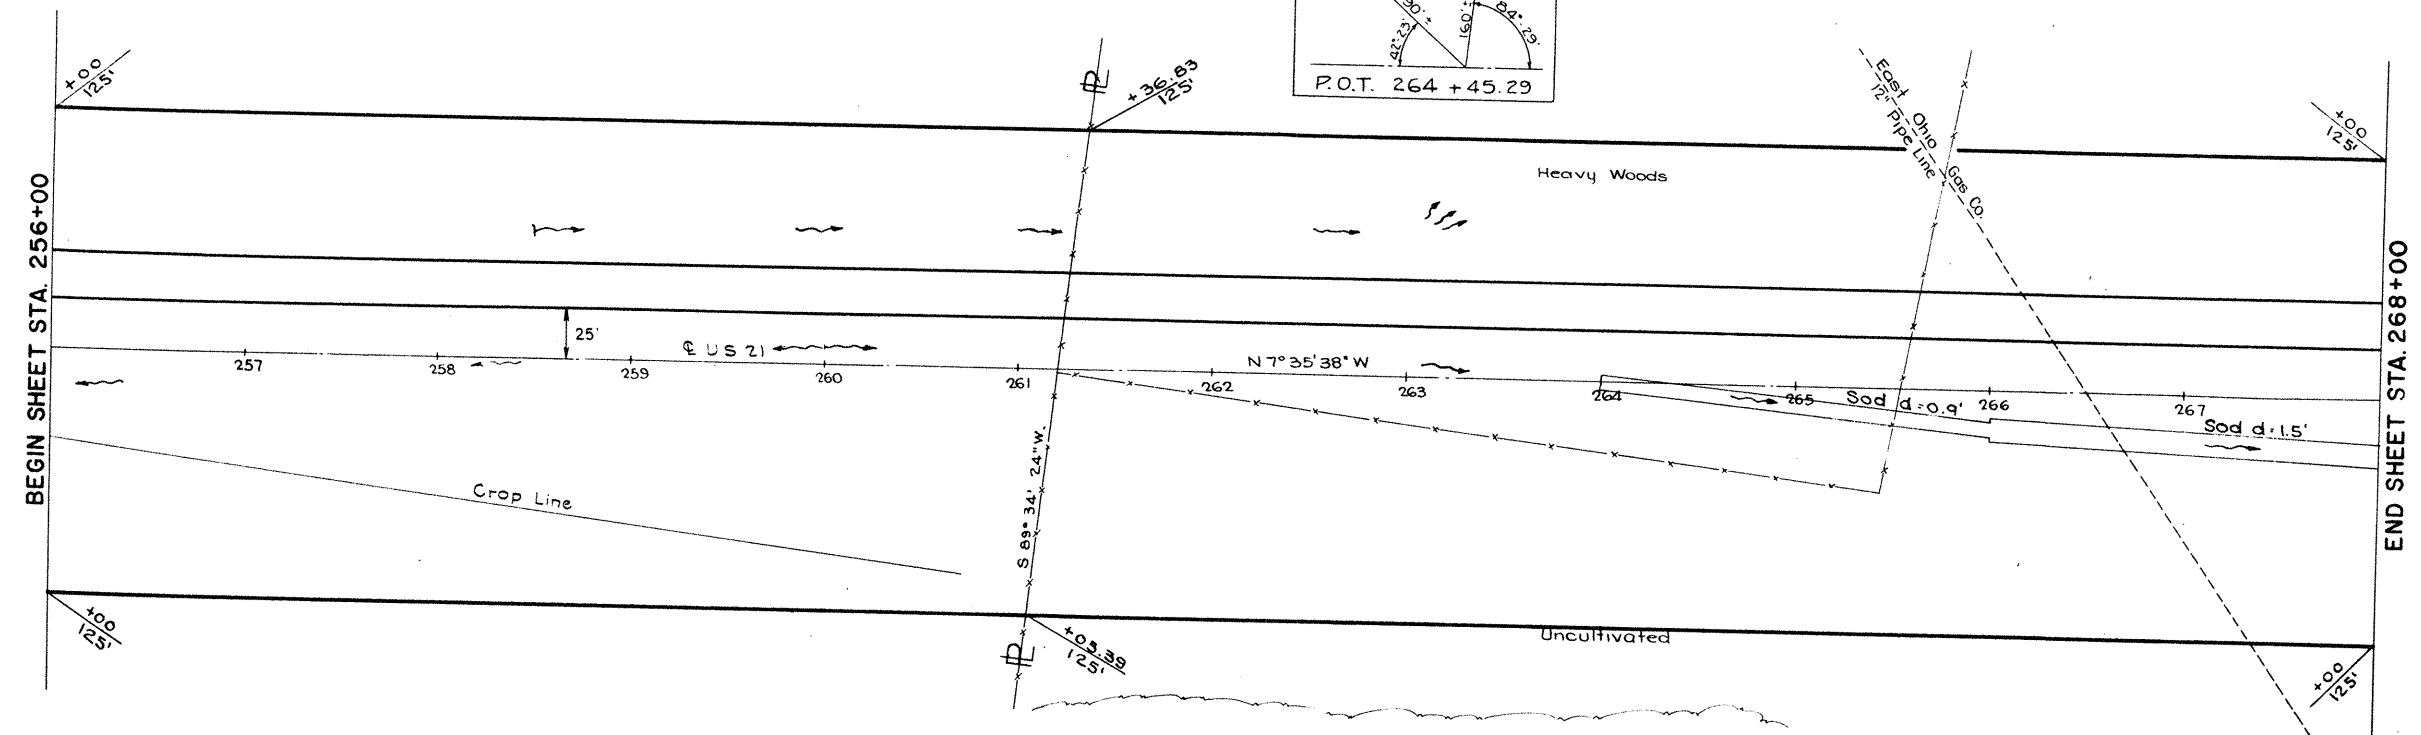 +00
125'
℄
+36.83
125'
90'±
42°-23'
160'±
84°-29'
P.O.T. 264 +45.29
East Ohio Gas Co.
12" Pipe Line
+00
125'
Heavy Woods
BEGIN SHEET STA. 256+00
END SHEET STA. 268+00
25'
℄ US 21
N 7° 35' 38" W
257
258
259
260
261
262
263
264
265
266
267
Sod d=0.9'
Sod d=1.5'
Crop Line
S 89° 34' 24" W.
+00
125'
PL
+03.39
125'
Uncultivated
+00
125'